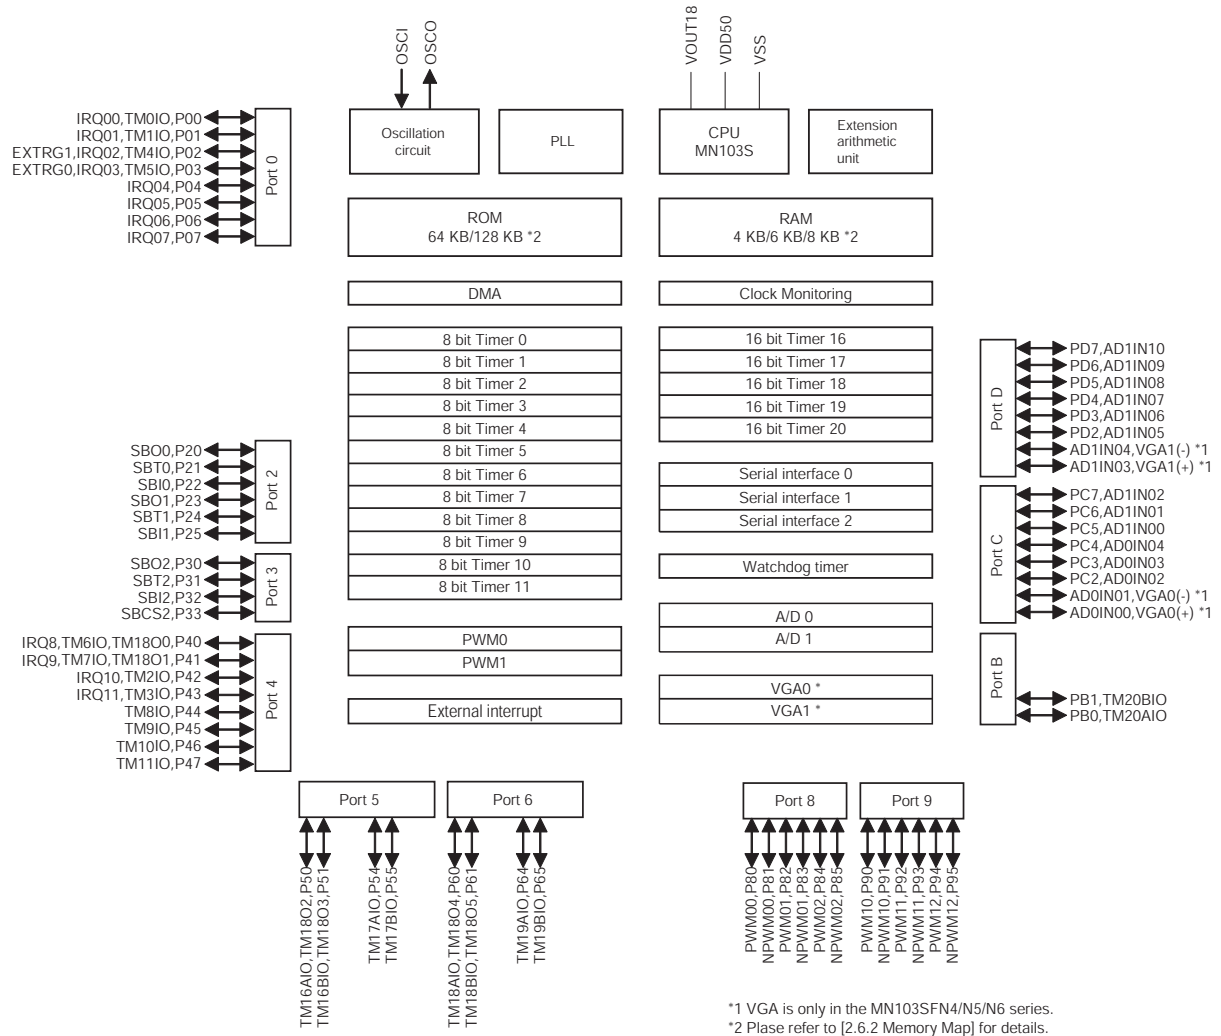 OSCI
OSCO
VOUT18
VDD50
VSS
IRQ00,TM0IO,P00
IRQ01,TM1IO,P01
EXTRG1,IRQ02,TM4IO,P02
EXTRG0,IRQ03,TM5IO,P03
IRQ04,P04
IRQ05,P05
IRQ06,P06
IRQ07,P07
Port 0
Oscillation
circuit
PLL
CPU
MN103S
Extension
arithmetic
unit
ROM
64 KB/128 KB *2
RAM
4 KB/6 KB/8 KB *2
DMA
Clock Monitoring
8 bit Timer 0
8 bit Timer 1
8 bit Timer 2
8 bit Timer 3
8 bit Timer 4
8 bit Timer 5
8 bit Timer 6
8 bit Timer 7
8 bit Timer 8
8 bit Timer 9
8 bit Timer 10
8 bit Timer 11
16 bit Timer 16
16 bit Timer 17
16 bit Timer 18
16 bit Timer 19
16 bit Timer 20
Serial interface 0
Serial interface 1
Serial interface 2
Watchdog timer
A/D 0
A/D 1
PWM0
PWM1
VGA0 *
VGA1 *
External interrupt
SBO0,P20
SBT0,P21
SBI0,P22
SBO1,P23
SBT1,P24
SBI1,P25
Port 2
SBO2,P30
SBT2,P31
SBI2,P32
SBCS2,P33
Port 3
IRQ8,TM6IO,TM18O0,P40
IRQ9,TM7IO,TM18O1,P41
IRQ10,TM2IO,P42
IRQ11,TM3IO,P43
TM8IO,P44
TM9IO,P45
TM10IO,P46
TM11IO,P47
Port 4
Port D
PD7,AD1IN10
PD6,AD1IN09
PD5,AD1IN08
PD4,AD1IN07
PD3,AD1IN06
PD2,AD1IN05
AD1IN04,VGA1(-) *1
AD1IN03,VGA1(+) *1
Port C
PC7,AD1IN02
PC6,AD1IN01
PC5,AD1IN00
PC4,AD0IN04
PC3,AD0IN03
PC2,AD0IN02
AD0IN01,VGA0(-) *1
AD0IN00,VGA0(+) *1
Port B
PB1,TM20BIO
PB0,TM20AIO
Port 5
Port 6
Port 8
Port 9
TM16AIO,TM18O2,P50
TM16BIO,TM18O3,P51
TM17AIO,P54
TM17BIO,P55
TM18AIO,TM18O4,P60
TM18BIO,TM18O5,P61
TM19AIO,P64
TM19BIO,P65
PWM00,P80
NPWM00,P81
PWM01,P82
NPWM01,P83
PWM02,P84
NPWM02,P85
PWM10,P90
NPWM10,P91
PWM11,P92
NPWM11,P93
PWM12,P94
NPWM12,P95
*1 VGA is only in the MN103SFN4/N5/N6 series.
*2 Plase refer to [2.6.2 Memory Map] for details.